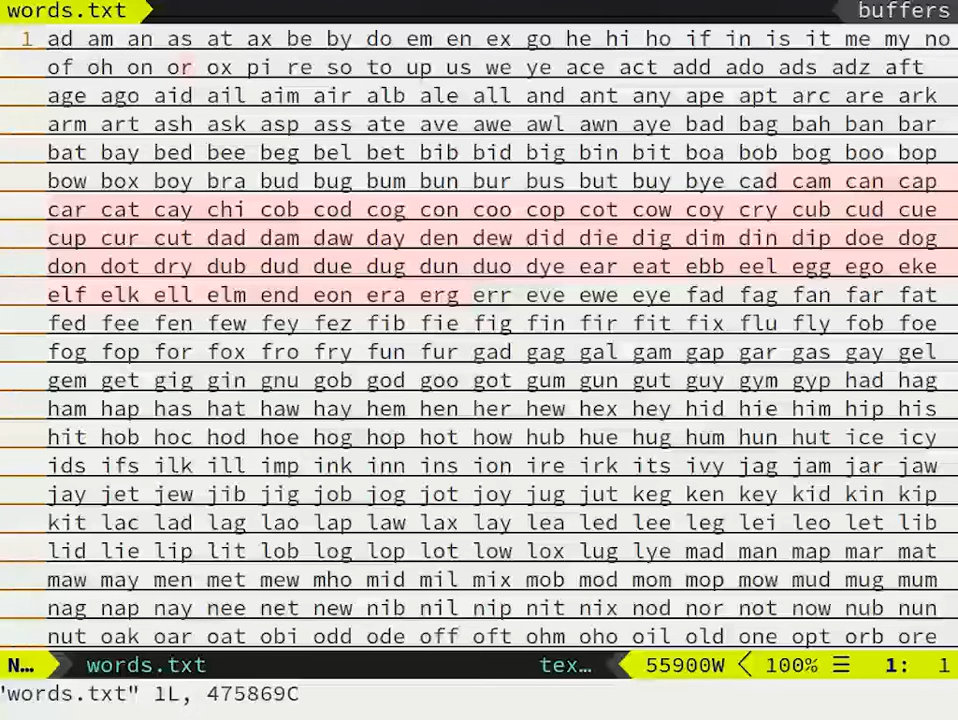 words.txt buffers
1 ad am an as at ax be by do em en ex go he hi ho if in is it me my no
of oh on or ox pi re so to up us we ye ace act add ado ads adz aft
age ago aid ail aim air alb ale all and ant any ape apt arc are ark
arm art ash ask asp ass ate ave awe awl awn aye bad bag bah ban bar
bat bay bed bee beg bel bet bib bid big bin bit boa bob bog boo bop
bow box boy bra bud bug bum bun bur bus but buy bye cad cam can cap
car cat cay chi cob cod cog con coo cop cot cow coy cry cub cud cue
cup cur cut dad dam daw day den dew did die dig dim din dip doe dog
don dot dry dub dud due dug dun duo dye ear eat ebb eel egg ego eke
elf elk ell elm end eon era erg err eve ewe eye fad fag fan far fat
fed fee fen few fey fez fib fie fig fin fir fit fix flu fly fob foe
fog fop for fox fro fry fun fur gad gag gal gam gap gar gas gay gel
gem get gig gin gnu gob god goo got gum gun gut guy gym gyp had hag
ham hap has hat haw hay hem hen her hew hex hey hid hie him hip his
hit hob hoc hod hoe hog hop hot how hub hue hug hum hun hut ice icy
ids ifs ilk ill imp ink inn ins ion ire irk its ivy jag jam jar jaw
jay jet jew jib jig job jog jot joy jug jut keg ken key kid kin kip
kit lac lad lag lao lap law lax lay lea led lee leg lei leo let lib
lid lie lip lit lob log lop lot low lox lug lye mad man map mar mat
maw may men met mew mho mid mil mix mob mod mom mop mow mud mug mum
nag nap nay nee net new nib nil nip nit nix nod nor not now nub nun
nut oak oar oat obi odd ode off oft ohm oho oil old one opt orb ore
N… words.txt tex… 55900W 100% ☰ 1: 1
"words.txt" 1L, 475869C